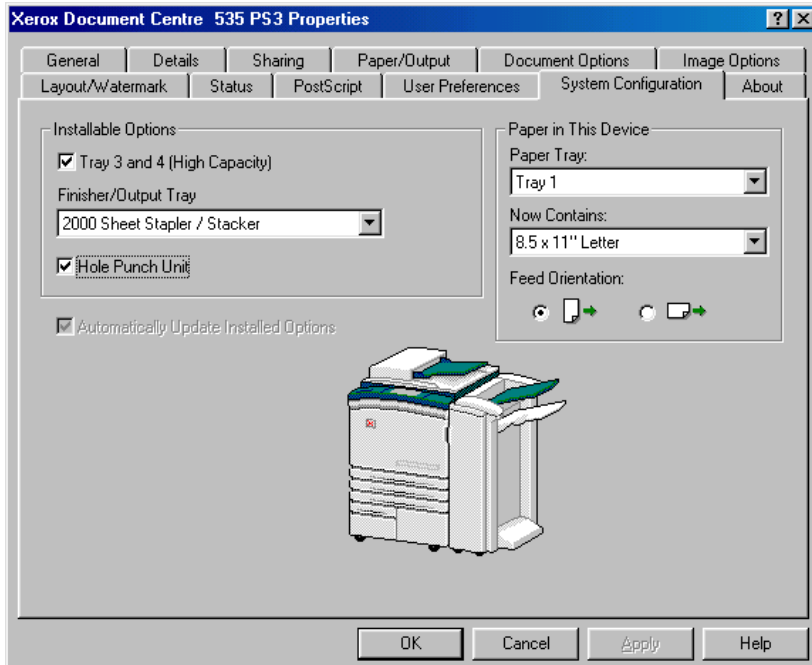 Xerox Document Centre 535 PS3 Properties
General Details Sharing Paper/Output Document Options Image Options
Layout/Watermark Status PostScript User Preferences System Configuration About
Installable Options
Tray 3 and 4 (High Capacity)
Finisher/Output Tray
2000 Sheet Stapler / Stacker
Hole Punch Unit
Automatically Update Installed Options
Paper in This Device
Paper Tray:
Tray 1
Now Contains:
8.5 x 11" Letter
Feed Orientation:
OK Cancel Apply Help